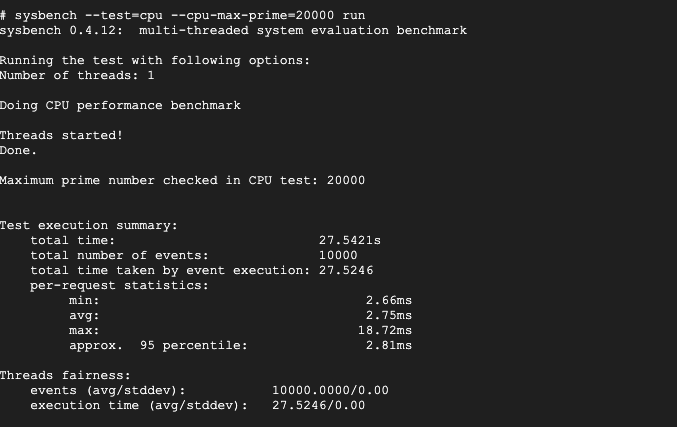 # sysbench --test=cpu --cpu-max-prime=20000 run
sysbench 0.4.12:  multi-threaded system evaluation benchmark
Running the test with following options:
Number of threads: 1
Doing CPU performance benchmark
Threads started!
Done.
Maximum prime number checked in CPU test: 20000
Test execution summary:
    total time:                          27.5421s
    total number of events:              10000
    total time taken by event execution: 27.5246
    per-request statistics:
         min:                                  2.66ms
         avg:                                  2.75ms
         max:                                 18.72ms
         approx.  95 percentile:               2.81ms
Threads fairness:
    events (avg/stddev):           10000.0000/0.00
    execution time (avg/stddev):   27.5246/0.00